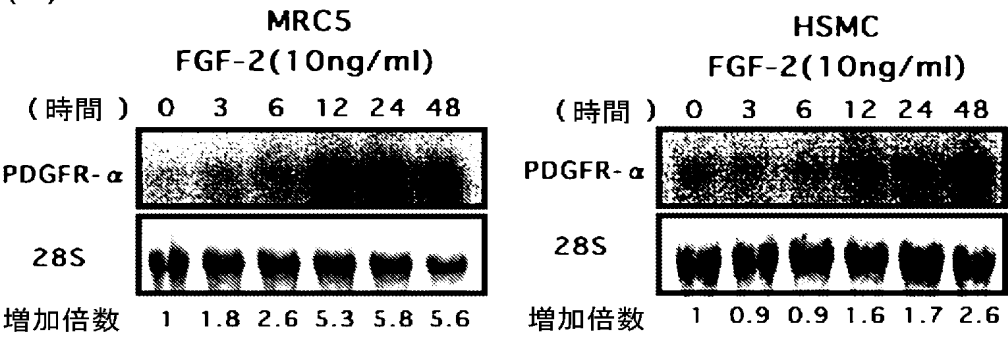 MRC5
FGF-2(10ng/ml)
(時間) 0 3 6 12 24 48
PDGFR-α
28S
増加倍数 1 1.8 2.6 5.3 5.8 5.6
HSMC
FGF-2(10ng/ml)
(時間) 0 3 6 12 24 48
PDGFR-α
28S
増加倍数 1 0.9 0.9 1.6 1.7 2.6